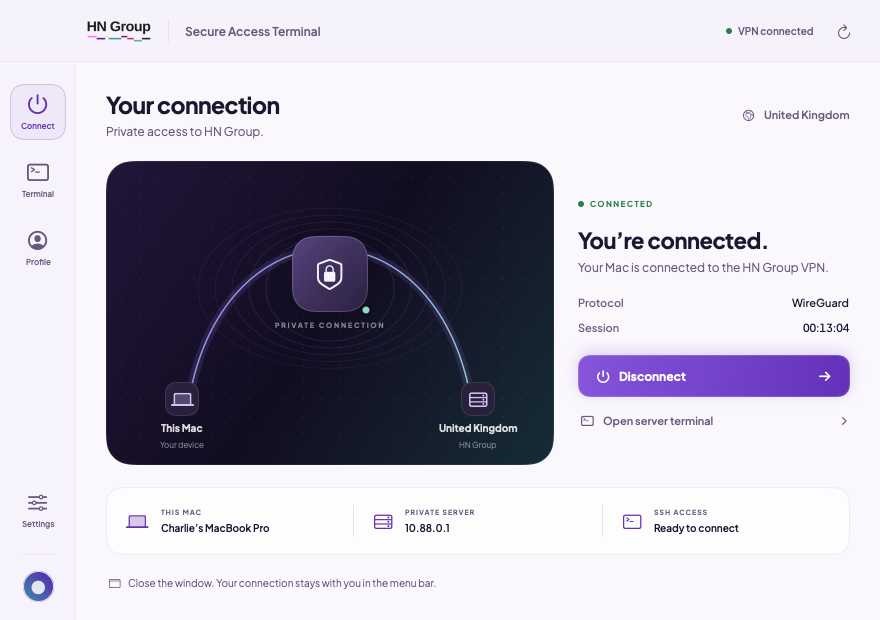 HN Group
Secure Access Terminal
VPN connected
Connect
Terminal
Profile
Settings
Your connection
Private access to HN Group.
United Kingdom
PRIVATE CONNECTION
This Mac
Your device
United Kingdom
HN Group
CONNECTED
You’re connected.
Your Mac is connected to the HN Group VPN.
Protocol WireGuard
Session 00:13:04
Disconnect
Open server terminal
THIS MAC
Charlie’s MacBook Pro
PRIVATE SERVER
10.88.0.1
SSH ACCESS
Ready to connect
Close the window. Your connection stays with you in the menu bar.